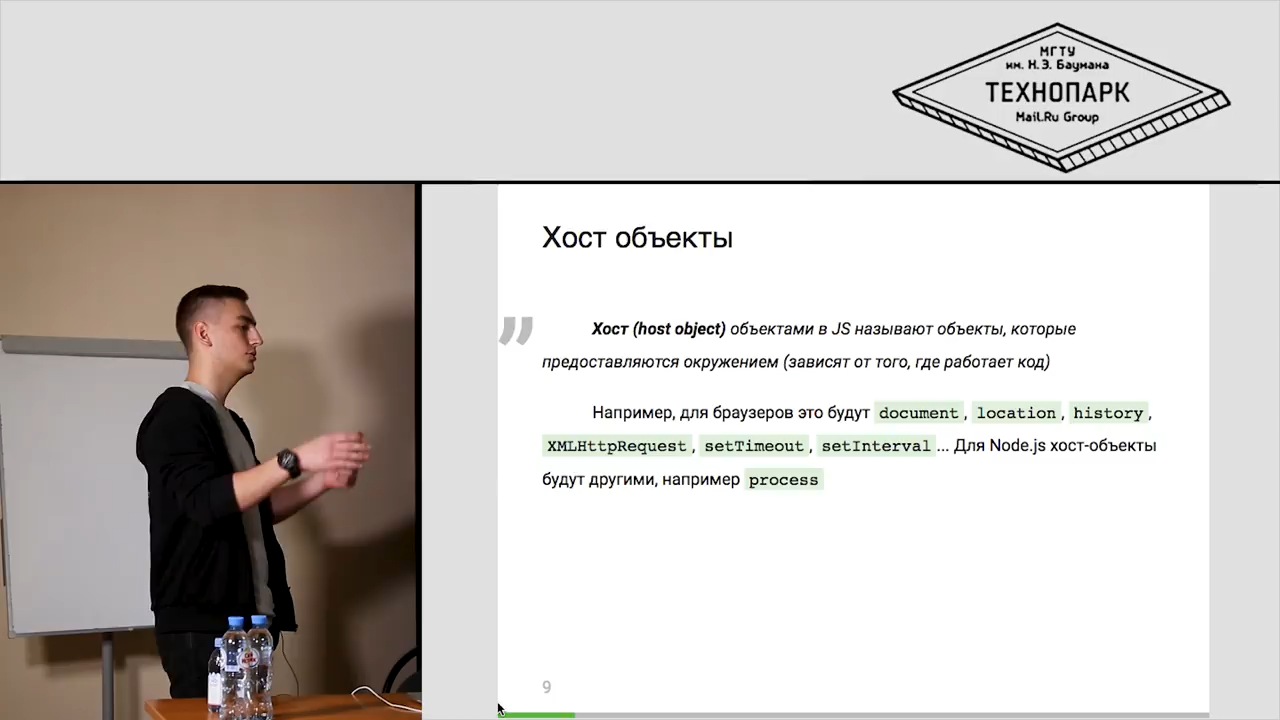 МГТУ
им. Н.Э. Баумана
ТЕХНОПАРК
Mail.Ru Group
Хост объекты
” Хост (host object) объектами в JS называют объекты, которые
предоставляются окружением (зависят от того, где работает код)
Например, для браузеров это будут document, location, history,
XMLHttpRequest, setTimeout, setInterval... Для Node.js хост-объекты
будут другими, например process
9